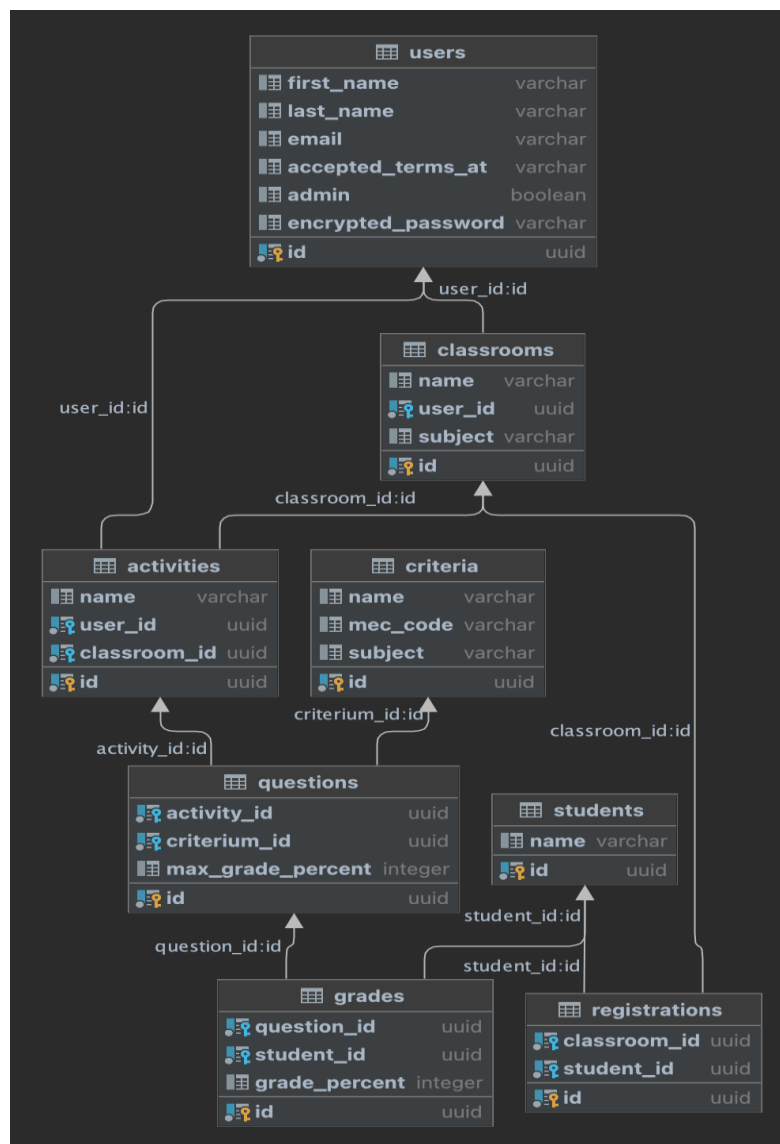 users
first_name varchar
last_name varchar
email varchar
accepted_terms_at varchar
admin boolean
encrypted_password varchar
id uuid
user_id:id
classrooms
name varchar
user_id uuid
subject varchar
id uuid
user_id:id
classroom_id:id
activities
name varchar
user_id uuid
classroom_id uuid
id uuid
criteria
name varchar
mec_code varchar
subject varchar
id uuid
criterium_id:id
classroom_id:id
activity_id:id
questions
activity_id uuid
criterium_id uuid
max_grade_percent integer
id uuid
students
name varchar
id uuid
student_id:id
question_id:id
student_id:id
grades
question_id uuid
student_id uuid
grade_percent integer
id uuid
registrations
classroom_id uuid
student_id uuid
id uuid